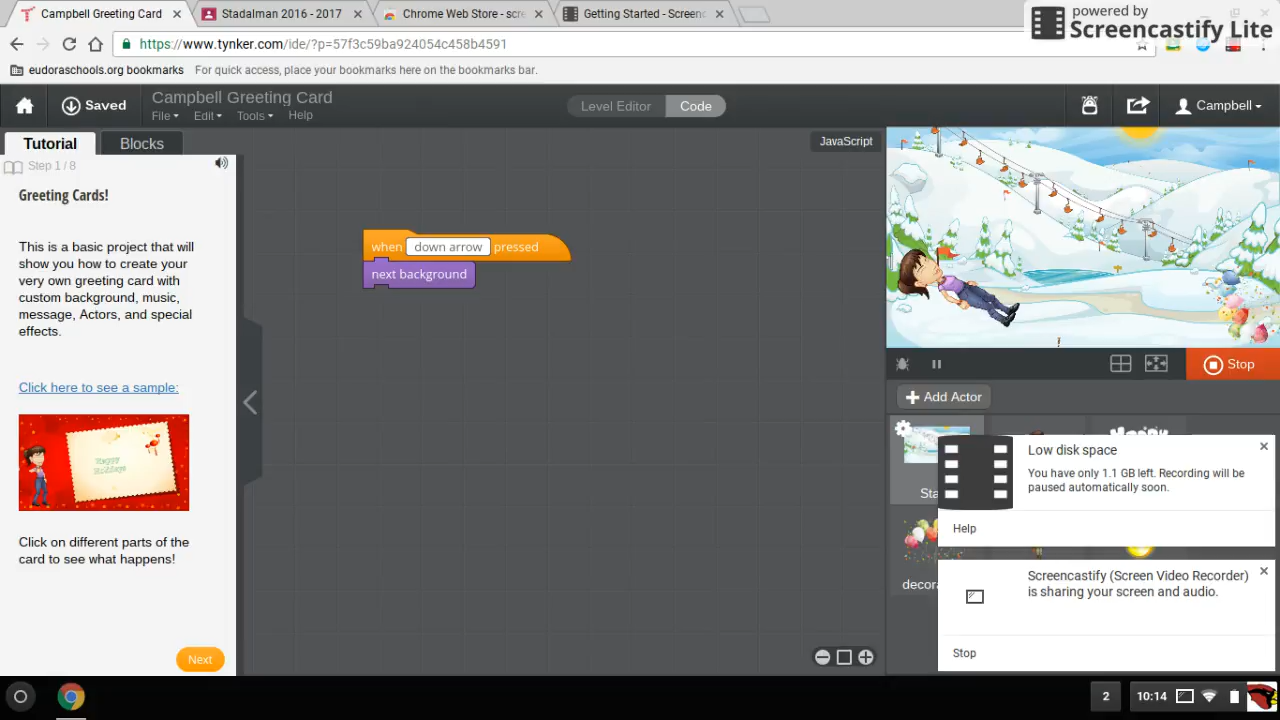 Campbell Greeting Card
Stadalman 2016 - 2017
Chrome Web Store - scre
Getting Started - Screenc
powered by
Screencastify Lite
https://www.tynker.com/ide/?p=57f3c59ba924054c458b4591
eudoraschools.org bookmarks
For quick access, place your bookmarks here on the bookmarks bar.
Saved
Campbell Greeting Card
File Edit Tools Help
Level Editor
Code
Campbell
Tutorial
Blocks
JavaScript
Step 1 / 8
Greeting Cards!
This is a basic project that will
show you how to create your
very own greeting card with
custom background, music,
message, Actors, and special
effects.
Click here to see a sample:
Happy
Holidays
Click on different parts of the
card to see what happens!
Next
when down arrow pressed
next background
!
Stop
Add Actor
Sta
decora
Low disk space
You have only 1.1 GB left. Recording will be
paused automatically soon.
Help
Screencastify (Screen Video Recorder)
is sharing your screen and audio.
Stop
2
10:14